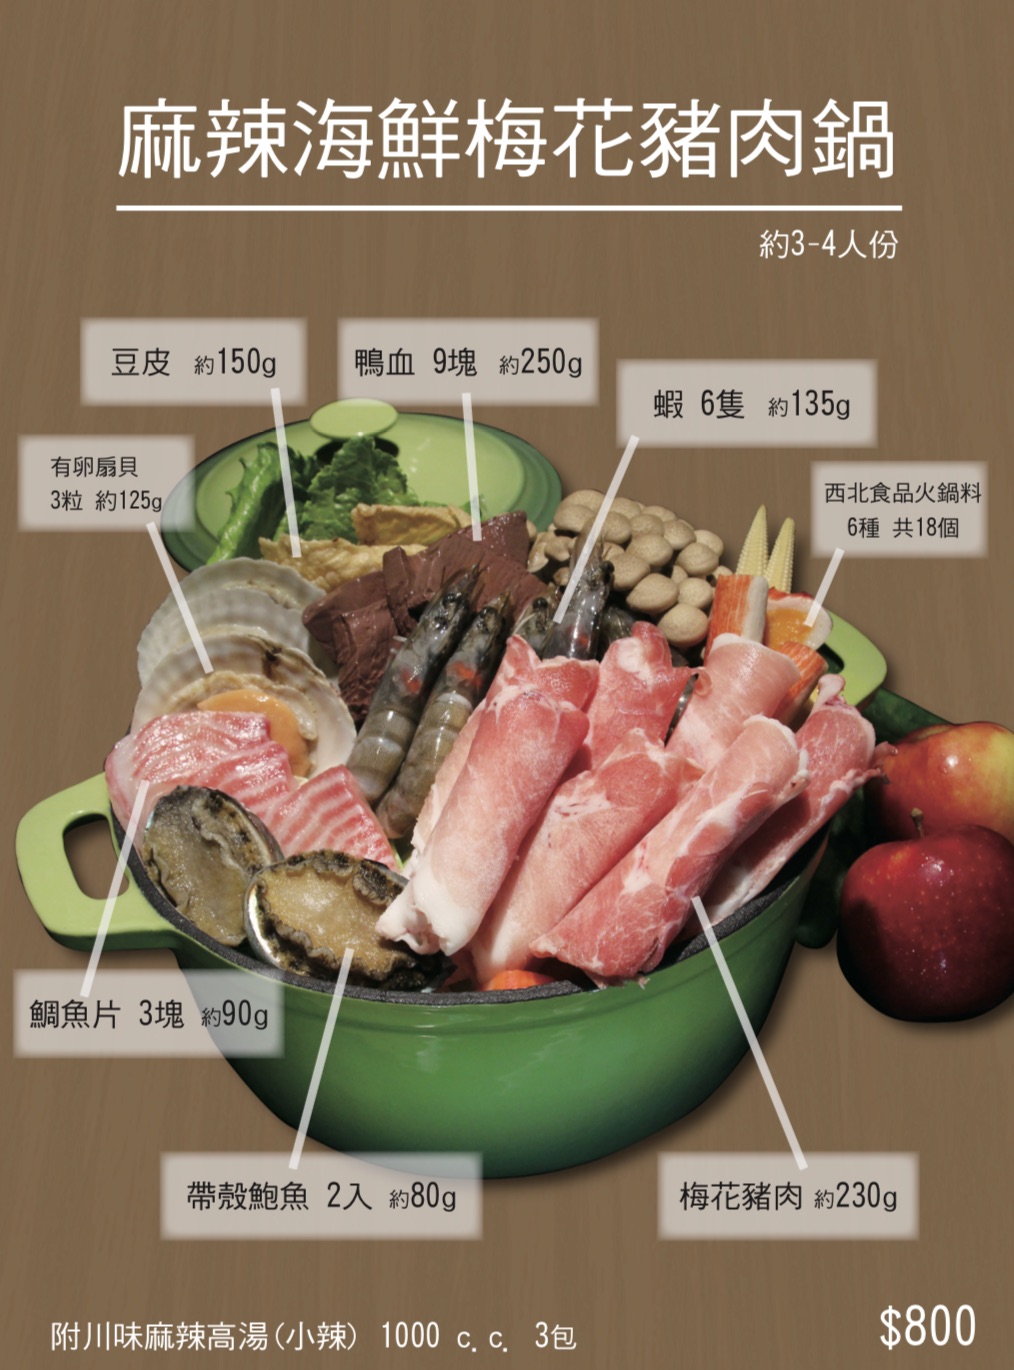 麻辣海鮮梅花豬肉鍋
約3-4人份
豆皮 約150g
鴨血 9塊 約250g
蝦 6隻 約135g
有卵扇貝
3粒 約125g
西北食品火鍋料
6種 共18個
鯛魚片 3塊 約90g
帶殼鮑魚 2入 約80g
梅花豬肉 約230g
附川味麻辣高湯(小辣) 1000 c.c. 3包
$800